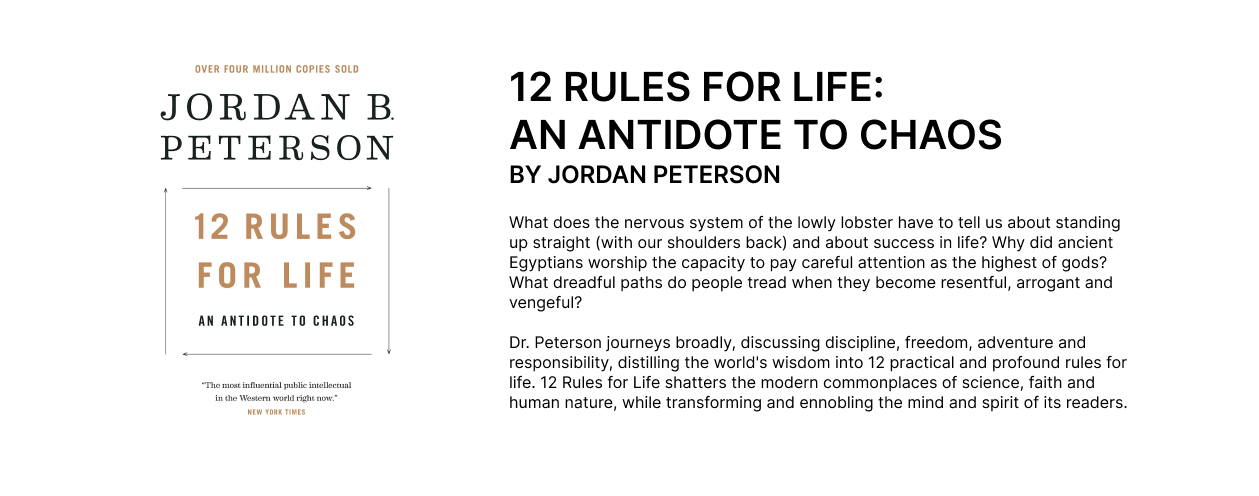 OVER FOUR MILLION COPIES SOLD
JORDAN B.
PETERSON
12 RULES
FOR LIFE
AN ANTIDOTE TO CHAOS
"The most influential public intellectual
in the Western world right now."
NEW YORK TIMES
12 RULES FOR LIFE:
AN ANTIDOTE TO CHAOS
BY JORDAN PETERSON
What does the nervous system of the lowly lobster have to tell us about standing
up straight (with our shoulders back) and about success in life? Why did ancient
Egyptians worship the capacity to pay careful attention as the highest of gods?
What dreadful paths do people tread when they become resentful, arrogant and
vengeful?
Dr. Peterson journeys broadly, discussing discipline, freedom, adventure and
responsibility, distilling the world's wisdom into 12 practical and profound rules for
life. 12 Rules for Life shatters the modern commonplaces of science, faith and
human nature, while transforming and ennobling the mind and spirit of its readers.